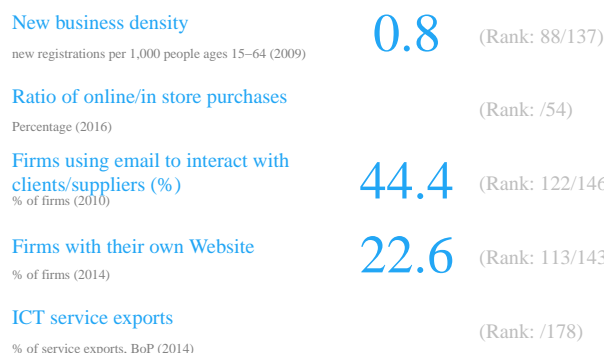 New business density
0.8 (Rank: 88/137)
new registrations per 1,000 people ages 15−64 (2009)
Ratio of online/in store purchases
(Rank: /54)
Percentage (2016)
Firms using email to interact with
clients/suppliers (%)
44.4 (Rank: 122/146
% of firms (2010)
Firms with their own Website
22.6 (Rank: 113/143
% of firms (2014)
ICT service exports
(Rank: /178)
% of service exports, BoP (2014)